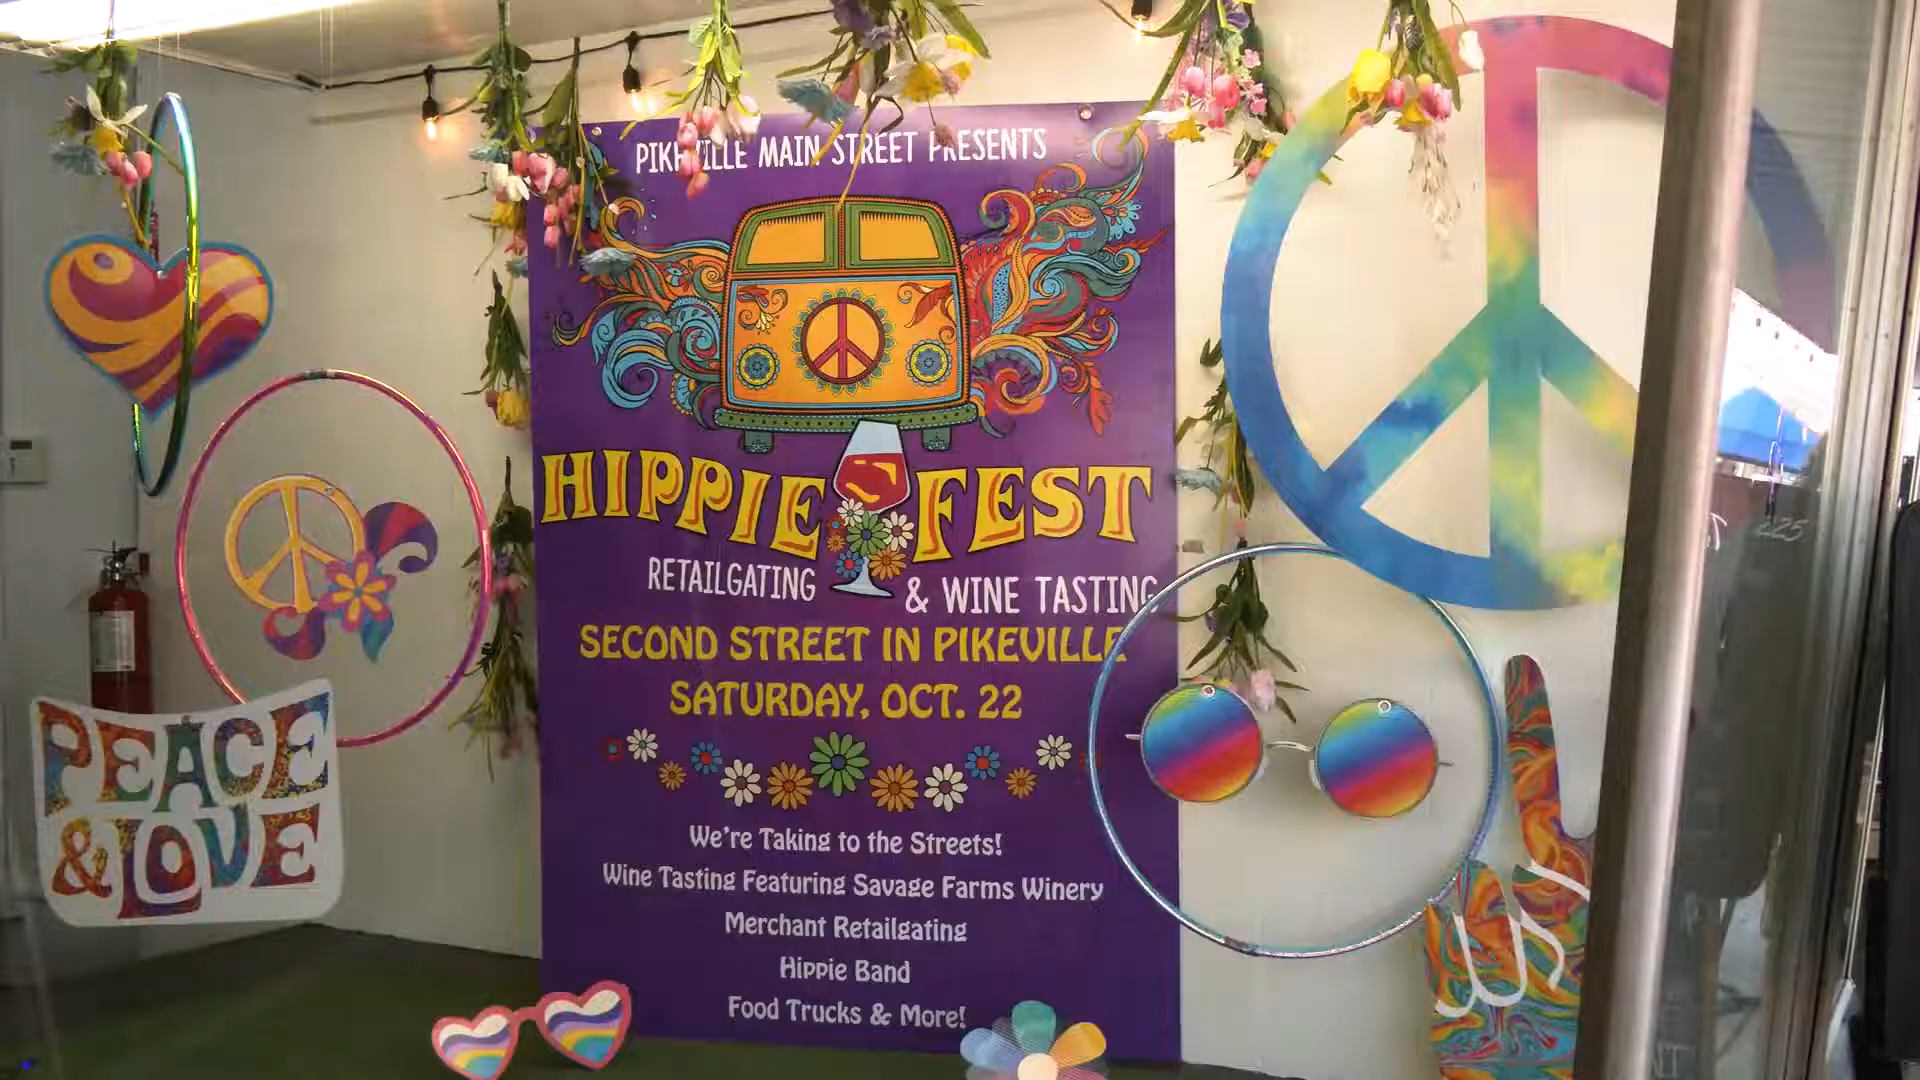 PIKEVILLE MAIN STREET PRESENTS
HIPPIE FEST
RETAILGATING & WINE TASTING
SECOND STREET IN PIKEVILLE
SATURDAY, OCT. 22
We're Taking to the Streets!
Wine Tasting Featuring Savage Farms Winery
Merchant Retailgating
Hippie Band
Food Trucks & More!
PEACE
& LOVE
225